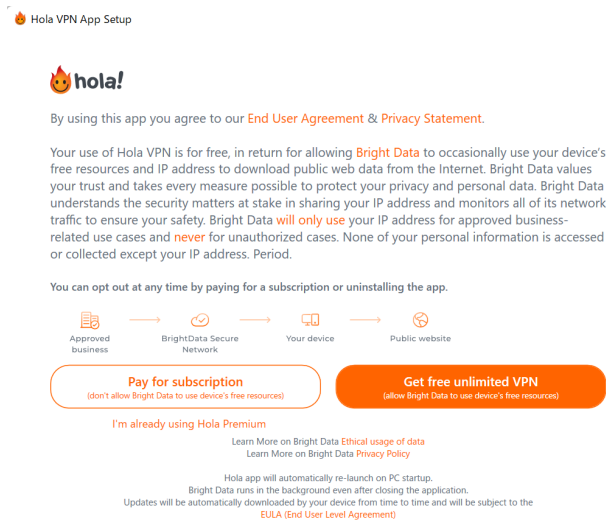 Hola VPN App Setup
hola!
By using this app you agree to our End User Agreement & Privacy Statement.
Your use of Hola VPN is for free, in return for allowing Bright Data to occasionally use your device's
free resources and IP address to download public web data from the Internet. Bright Data values
your trust and takes every measure possible to protect your privacy and personal data. Bright Data
understands the security matters at stake in sharing your IP address and monitors all of its network
traffic to ensure your safety. Bright Data will only use your IP address for approved business-
related use cases and never for unauthorized cases. None of your personal information is accessed
or collected except your IP address. Period.
You can opt out at any time by paying for a subscription or uninstalling the app.
Approved
business
BrightData Secure
Network
Your device
Public website
Pay for subscription
(don't allow Bright Data to use device's free resources)
Get free unlimited VPN
(allow Bright Data to use device's free resources)
I'm already using Hola Premium
Learn More on Bright Data Ethical usage of data
Learn More on Bright Data Privacy Policy
Hola app will automatically re-launch on PC startup.
Bright Data runs in the background even after closing the application.
Updates will be automatically downloaded by your device from time to time and will be subject to the
EULA (End User Level Agreement)